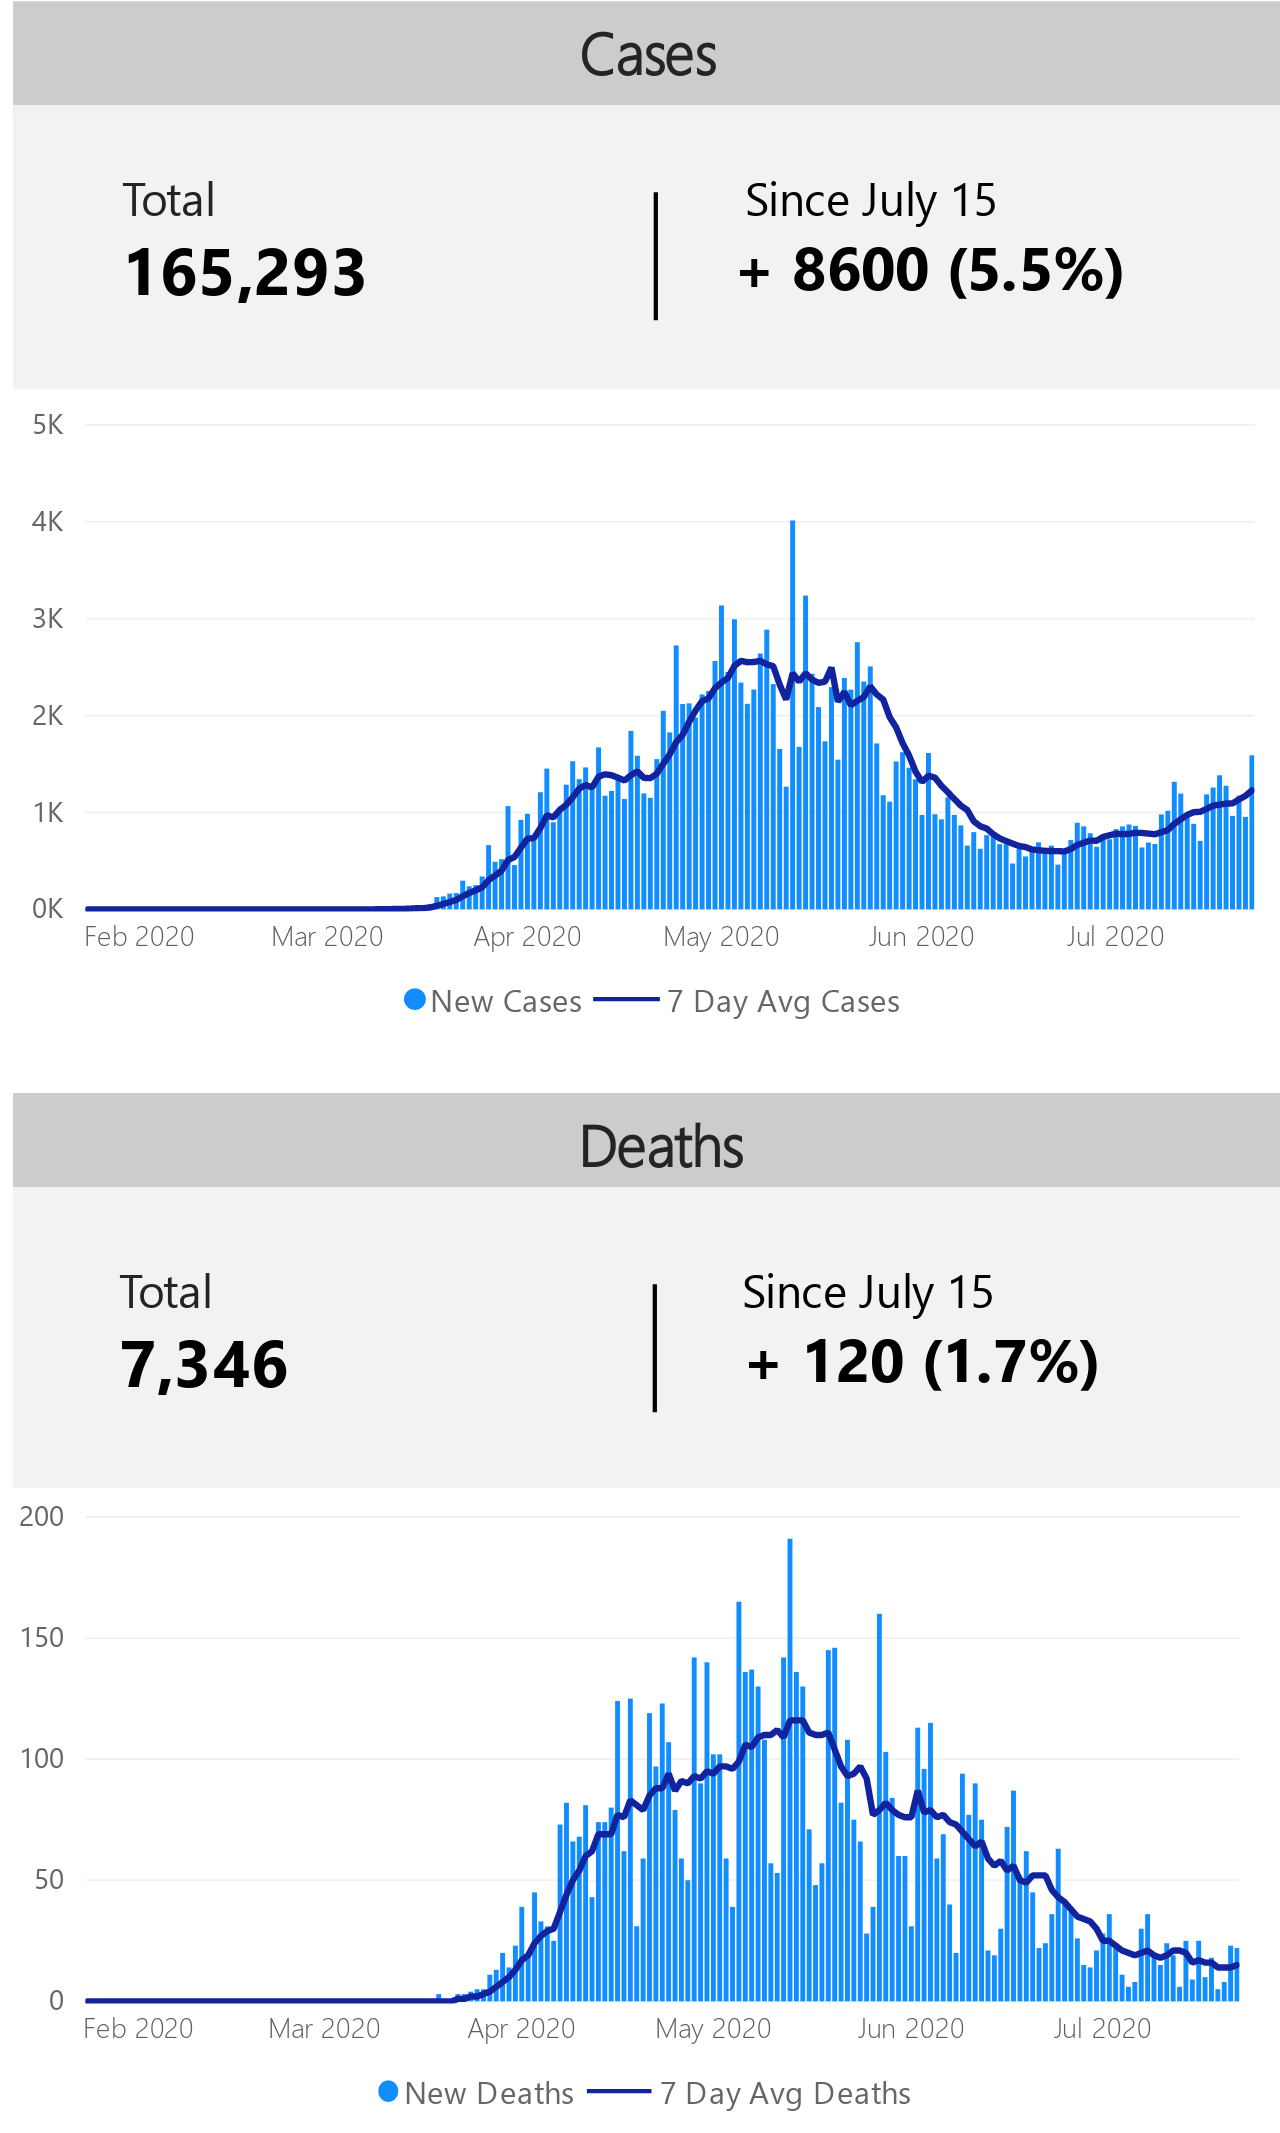 Cases
Total
Since July 15
165,293
+ 8600 (5.5%)
5K
4K
3K
2K
1K
0K
Feb 2020 Mar 2020 Apr 2020 May 2020 Jun 2020 Jul 2020
New Cases 7 Day Avg Cases
Deaths
Total
Since July 15
7,346
+ 120 (1.7%)
200
150
100
50
0
Feb 2020 Mar 2020 Apr 2020 May 2020 Jun 2020 Jul 2020
New Deaths 7 Day Avg Deaths